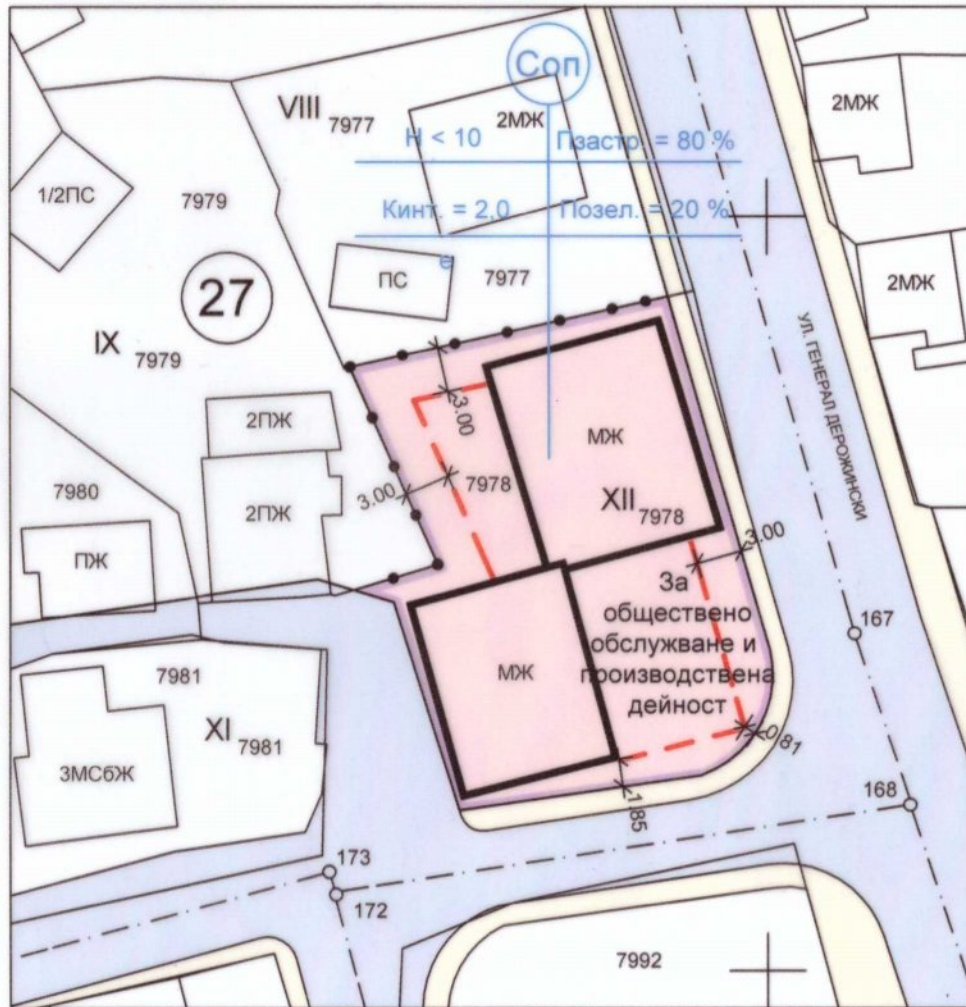 Соп
Н < 10
Пзастр. = 80 %
Кинт. = 2,0
Позел. = 20 %
е
VIII 7977
2МЖ
2МЖ
1/2ПС
7979
ПС
7977
2МЖ
27
IX 7979
УЛ. ГЕНЕРАЛ ДЕРОЖИНСКИ
3.00
2ПЖ
МЖ
7980
2ПЖ
3.00
7978
XII 7978
ПЖ
3.00
За
обществено
обслужване и
производствена
дейност
167
7981
МЖ
XI 7981
0.81
3МСбЖ
1.85
168
173
172
7992